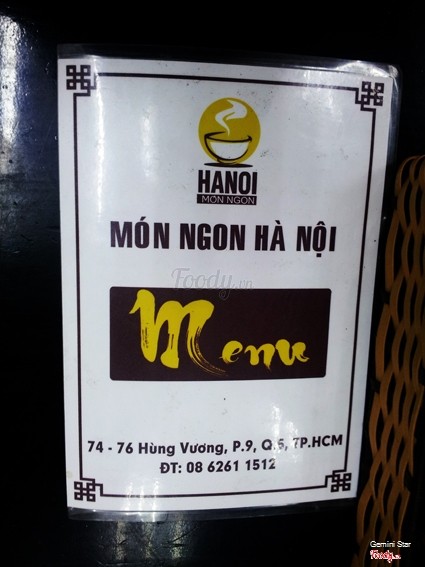 HANOI
MÓN NGON
MÓN NGON HÀ NỘI
Foody.vn
Menu
74 - 76 Hùng Vương, P.9, Q.5, TP.HCM
ĐT: 08 6261 1512
Gemini Star
Foody.vn